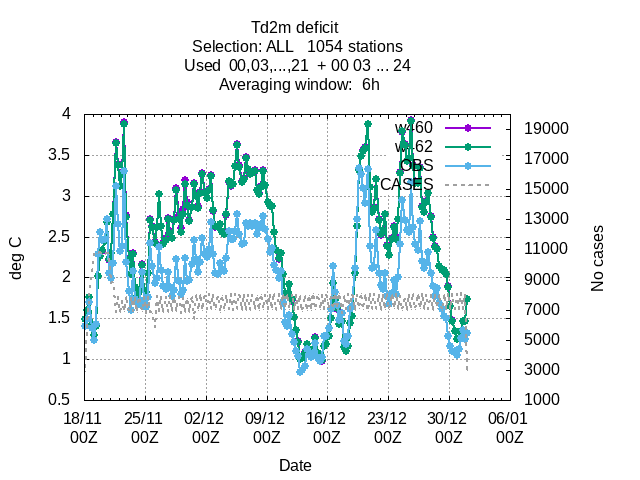 Td2m deficit
Selection: ALL   1054 stations
Used  00,03,...,21  + 00 03 ... 24
Averaging window:  6h
4
3.5
3
2.5
2
1.5
1
0.5
deg C
19000
17000
15000
13000
11000
9000
7000
5000
3000
1000
No cases
w460
w462
OBS
CASES
18/11 25/11 02/12 09/12 16/12 23/12 30/12 06/01
00Z 00Z 00Z 00Z 00Z 00Z 00Z 00Z
Date